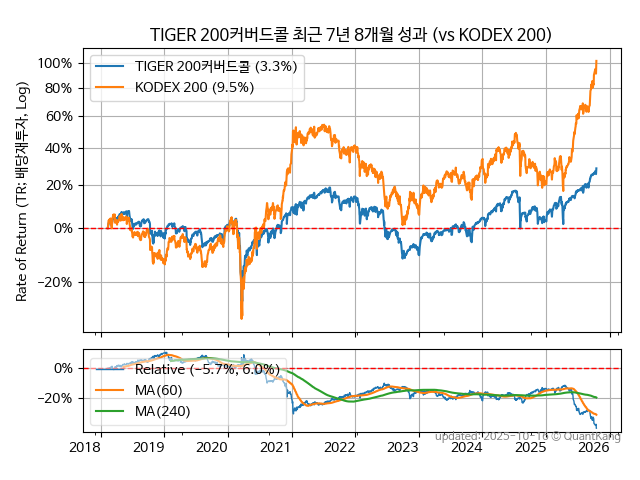 TIGER 200커버드콜 최근 7년 8개월 성과 (vs KODEX 200)
Rate of Return (TR: 배당재투자, Log)
100%
80%
60%
40%
20%
0%
−20%
TIGER 200커버드콜 (3.3%)
KODEX 200 (9.5%)
0%
−20%
Relative (−5.7%, 6.0%)
MA(60)
MA(240)
2018 2019 2020 2021 2022 2023 2024 2025 2026
updated: 2025-10-16 © QuantKang